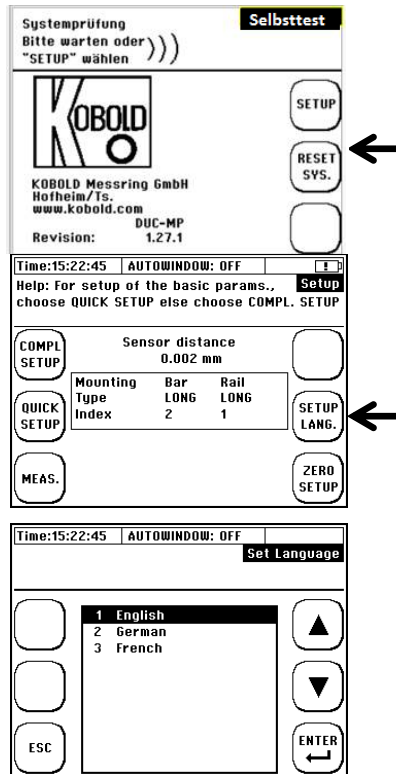 Systemprüfung
Selbsttest
Bitte warten oder
"SETUP" wählen
KOBOLD
SETUP
RESET
SYS.
KOBOLD Messring GmbH
Hofheim/Ts.
www.kobold.com
DUC-MP
Revision: 1.27.1
Time:15:22:45 AUTOWINDOW: OFF !
Help: For setup of the basic params., Setup
choose QUICK SETUP else choose COMPL. SETUP
COMPL
SETUP
Sensor distance
0.002 mm
Mounting Bar Rail
Type LONG LONG
Index 2 1
QUICK
SETUP
SETUP
LANG.
MEAS.
ZERO
SETUP
Time:15:22:45 AUTOWINDOW: OFF
Set Language
1 English
2 German
3 French
ESC
ENTER